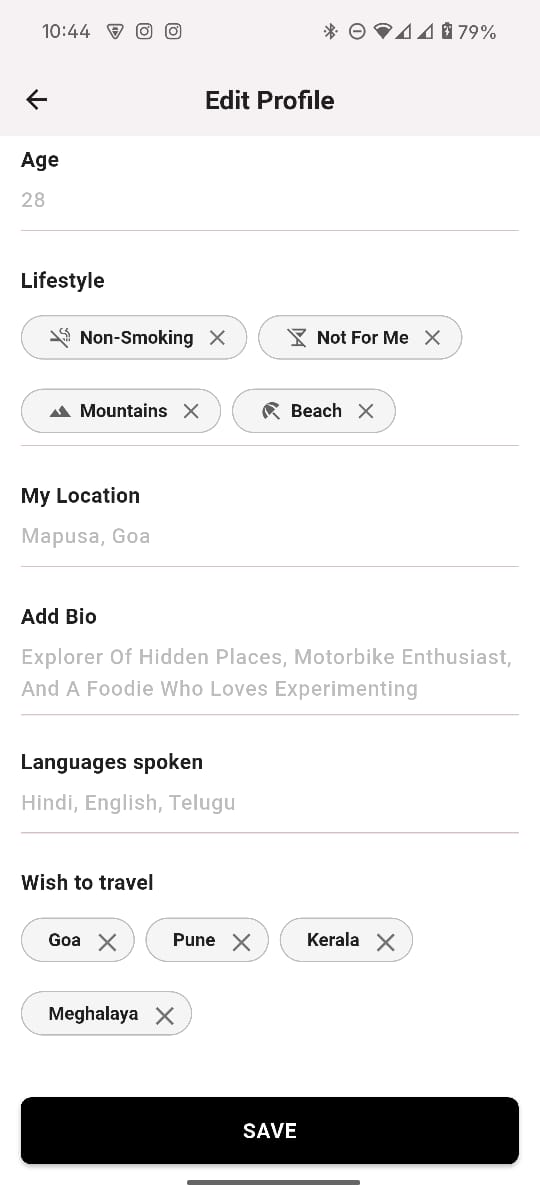 10:44 79%
Edit Profile
Age
28
Lifestyle
Non-Smoking Not For Me
Mountains Beach
My Location
Mapusa, Goa
Add Bio
Explorer Of Hidden Places, Motorbike Enthusiast,
And A Foodie Who Loves Experimenting
Languages spoken
Hindi, English, Telugu
Wish to travel
Goa Pune Kerala
Meghalaya
SAVE